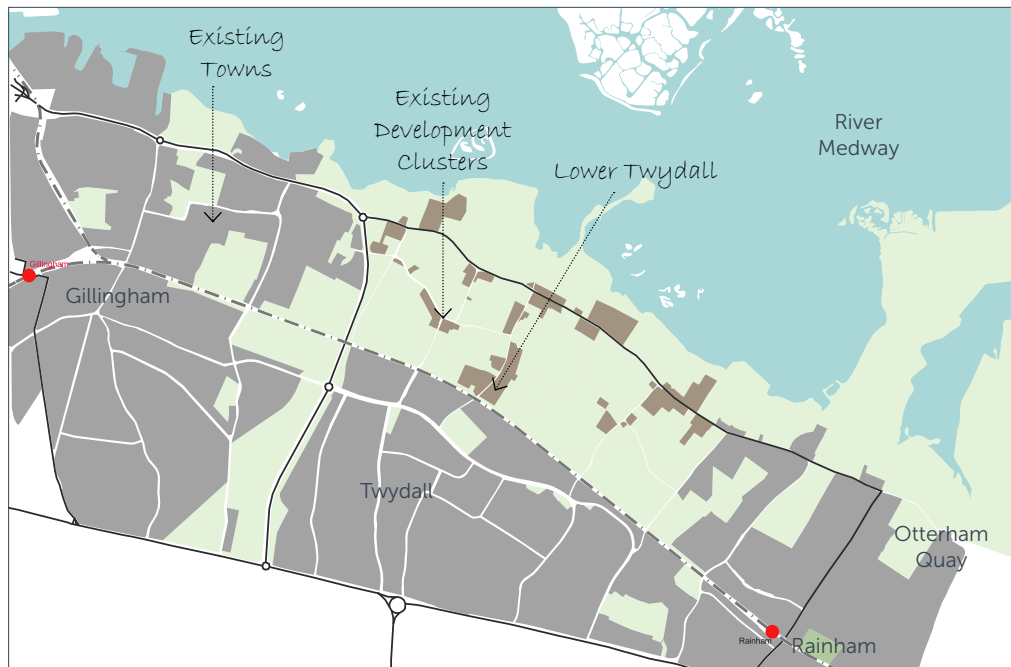 Existing
Towns
Existing
Development
Clusters
Lower Twydall
River
Medway
Gillingham
Gillingham
Twydall
Otterham
Quay
Rainham
Rainham